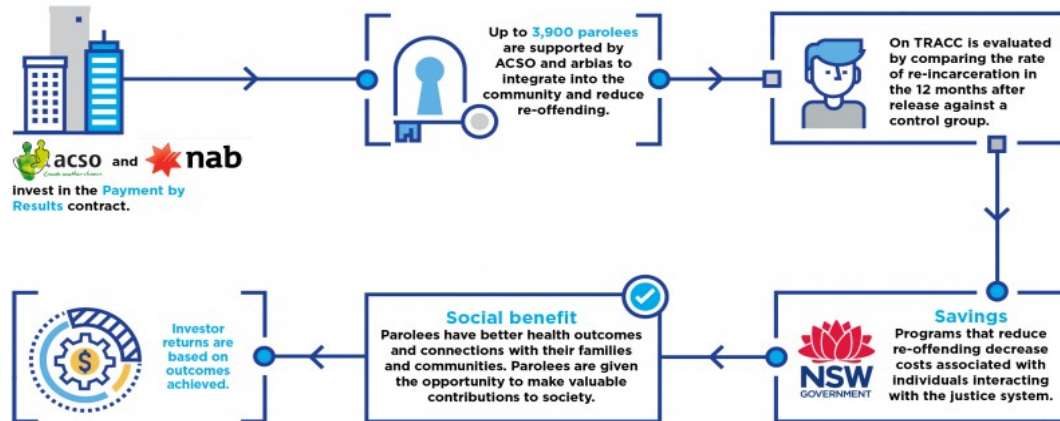 acso
Create another chance
and
nab
invest in the Payment by
Results contract.
Up to 3,900 parolees
are supported by
ACSO and arbias to
integrate into the
community and reduce
re-offending.
On TRACC is evaluated
by comparing the rate
of re-incarceration in
the 12 months after
release against a
control group.
Savings
Programs that reduce
re-offending decrease
costs associated with
individuals interacting
with the justice system.
NSW
GOVERNMENT
Social benefit
Parolees have better health outcomes
and connections with their families
and communities. Parolees are given
the opportunity to make valuable
contributions to society.
Investor
returns are
based on
outcomes
achieved.
$